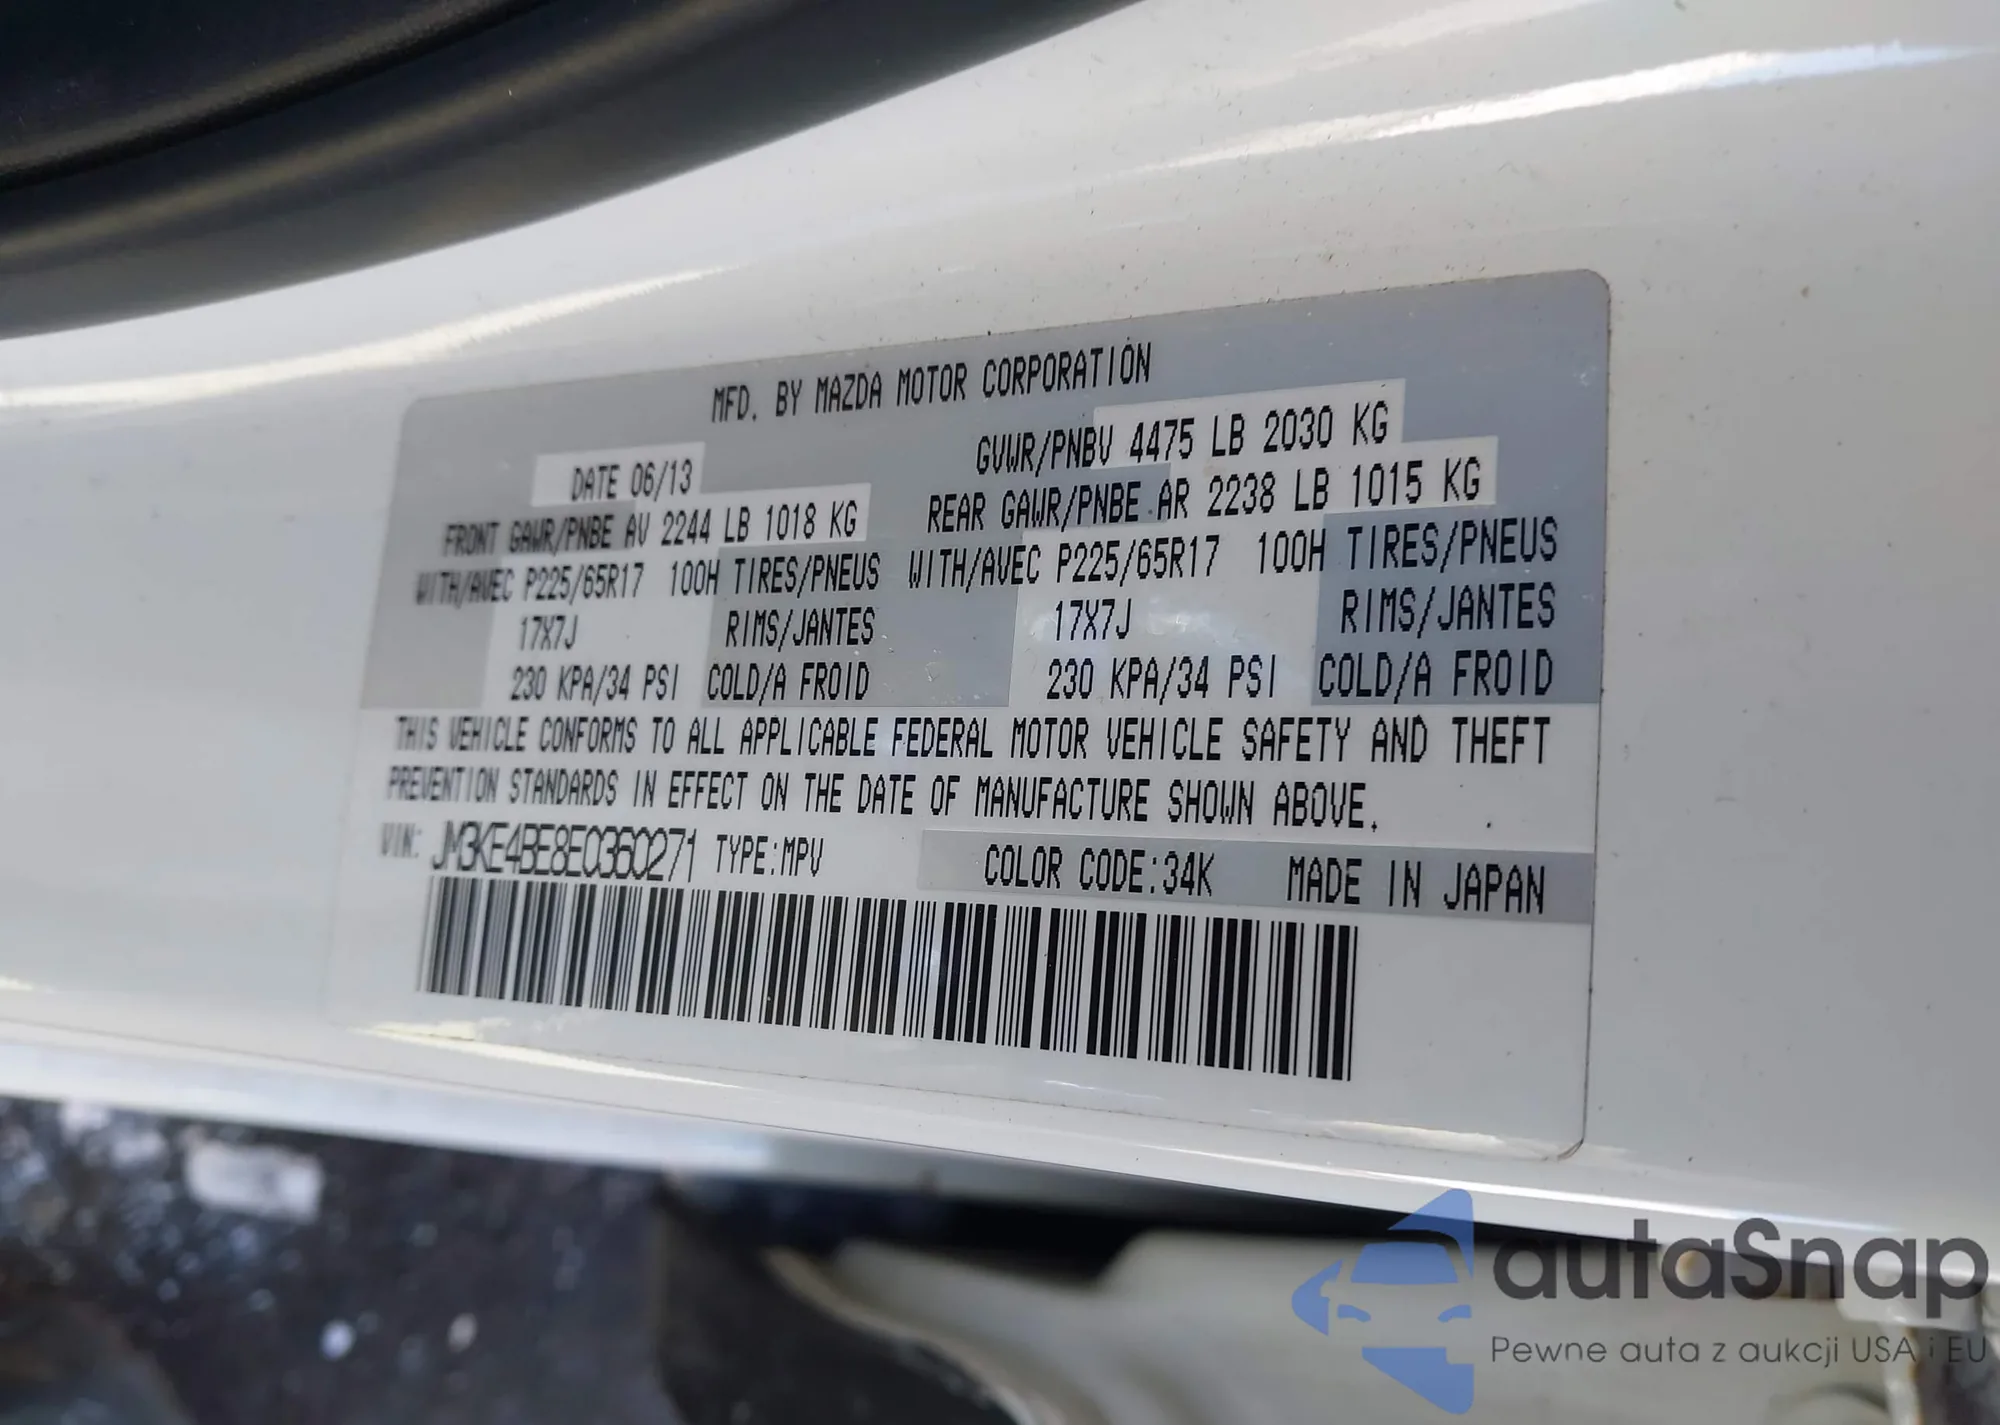 MFD. BY MAZDA MOTOR CORPORATION
DATE 06/13 GVWR/PNBV 4475 LB 2030 KG
FRONT GAWR/PNBE AV 2244 LB 1018 KG REAR GAWR/PNBE AR 2238 LB 1015 KG
WITH/AVEC P225/65R17 100H TIRES/PNEUS WITH/AVEC P225/65R17 100H TIRES/PNEUS
17X7J RIMS/JANTES 17X7J RIMS/JANTES
230 KPA/34 PSI COLD/A FROID 230 KPA/34 PSI COLD/A FROID
THIS VEHICLE CONFORMS TO ALL APPLICABLE FEDERAL MOTOR VEHICLE SAFETY AND THEFT
PREVENTION STANDARDS IN EFFECT ON THE DATE OF MANUFACTURE SHOWN ABOVE.
VIN: JM3KE4BE8E0360271 TYPE:MPV COLOR CODE:34K MADE IN JAPAN
autaSnap
Pewne auta z aukcji USA i EU